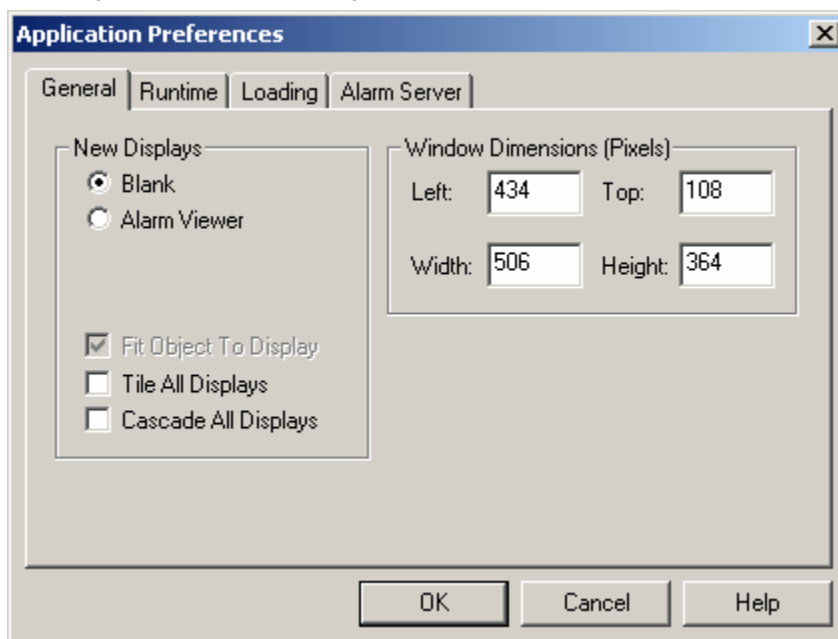 Application Preferences
General Runtime Loading Alarm Server
New Displays
Blank
Alarm Viewer
Fit Object To Display
Tile All Displays
Cascade All Displays
Window Dimensions (Pixels)
Left: 434 Top: 108
Width: 506 Height: 364
OK Cancel Help